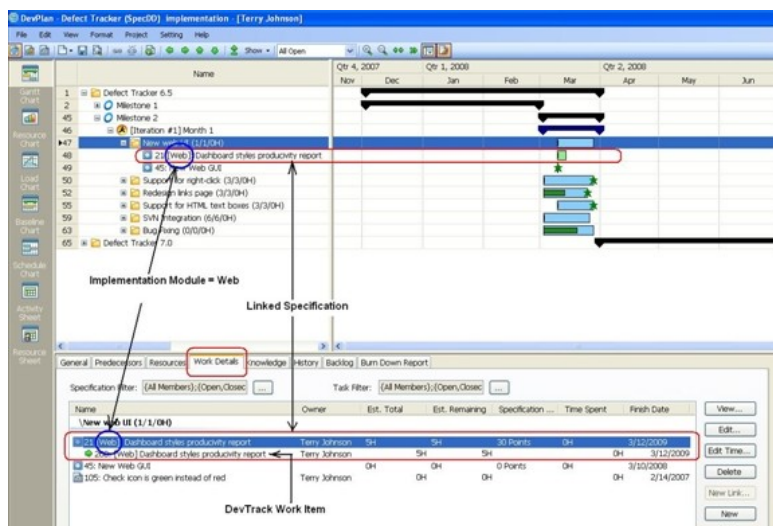 DevPlan - Defect Tracker (SpecDD) implementation - [Terry Johnson]
File Edit View Format Project Setting Help
Show All Open
Name
Qtr 4, 2007 Qtr 1, 2008 Qtr 2, 2008
Nov Dec Jan Feb Mar Apr May Jun
Gantt Chart
Resource Chart
Load Chart
Baseline Chart
Schedule Chart
Activity Sheet
Resource Sheet
1 Defect Tracker 6.5
2 Milestone 1
45 Milestone 2
46 [Iteration #1] Month 1
47 New web UI (1/1/0H)
48 21: [Web] Dashboard styles producivity report
49 45: New Web GUI
50 Support for right-click (3/3/0H)
52 Redesign links page (3/3/0H)
55 Support for HTML text boxes (3/3/0H)
59 SVN Integration (6/6/0H)
63 Bug Fixing (0/0/0H)
65 Defect Tracker 7.0
Implementation Module = Web
Linked Specification
General Predecessors Resources Work Details Knowledge History Backlog Burn Down Report
Specification Filter: {All Members};{Open,Closec ... Task Filter: {All Members};{Open,Closec ...
Name Owner Est. Total Est. Remaining Specification ... Time Spent Finish Date
\New web UI (1/1/0H)
21: [Web] Dashboard styles producivity report Terry Johnson 5H 5H 30 Points 0H 3/12/2009
[Web] Dashboard styles producivity report Terry Johnson 5H 5H 0H 3/12/2009
45: New Web GUI 0H 0H 0 Points 0H 3/10/2008
105: Check icon is green instead of red Terry Johnson 0H 0H 0H 2/14/2007
View...
Edit...
Edit Time...
Delete
New Link...
New
DevTrack Work Item